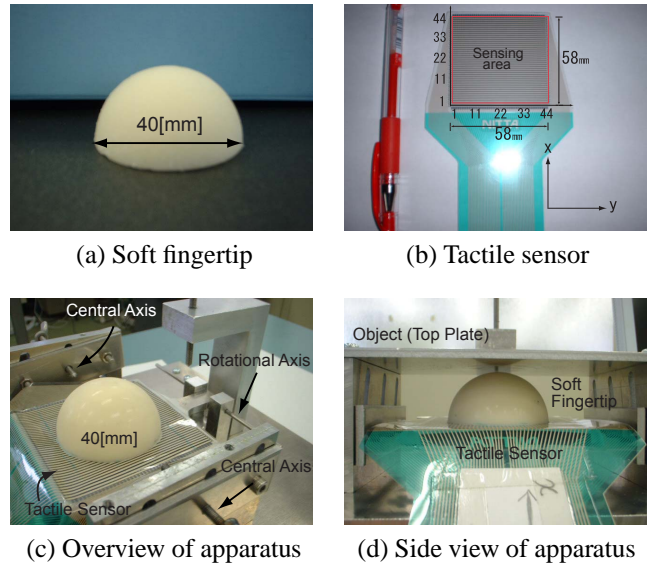 40[mm]
(a) Soft fingertip
44
33
22
11
1
Sensing
area
58mm
1 11 22 33 44
NITTA
58mm
x
y
(b) Tactile sensor
Central Axis
Rotational Axis
40[mm]
Central Axis
Tactile Sensor
(c) Overview of apparatus
Object (Top Plate)
Soft
Fingertip
Tactile Sensor
(d) Side view of apparatus